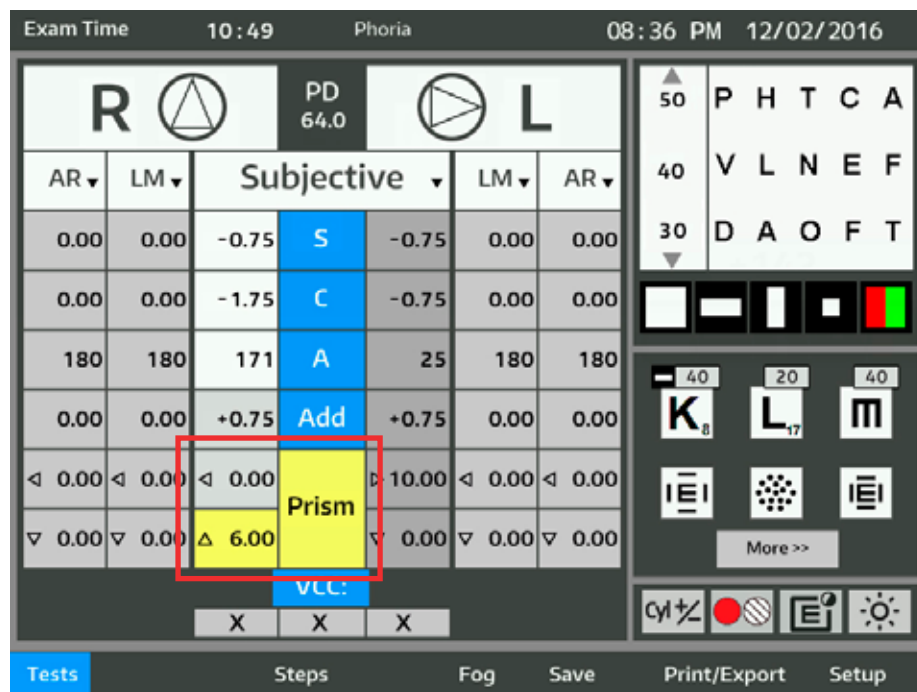 Exam Time 10:49 Phoria 08:36 PM 12/02/2016
R PD L
64.0
AR LM Subjective LM AR
0.00 0.00 -0.75 S -0.75 0.00 0.00
0.00 0.00 -1.75 C -0.75 0.00 0.00
180 180 171 A 25 180 180
0.00 0.00 +0.75 Add +0.75 0.00 0.00
0.00 0.00 0.00 Prism 10.00 0.00 0.00
0.00 0.00 6.00 0.00 0.00 0.00
VCC:
X X X
50 P H T C A
40 V L N E F
30 D A O F T
40 20 40
K 8 L 17 m
E E
More >>
Cyl +/- E
Tests Steps Fog Save Print/Export Setup